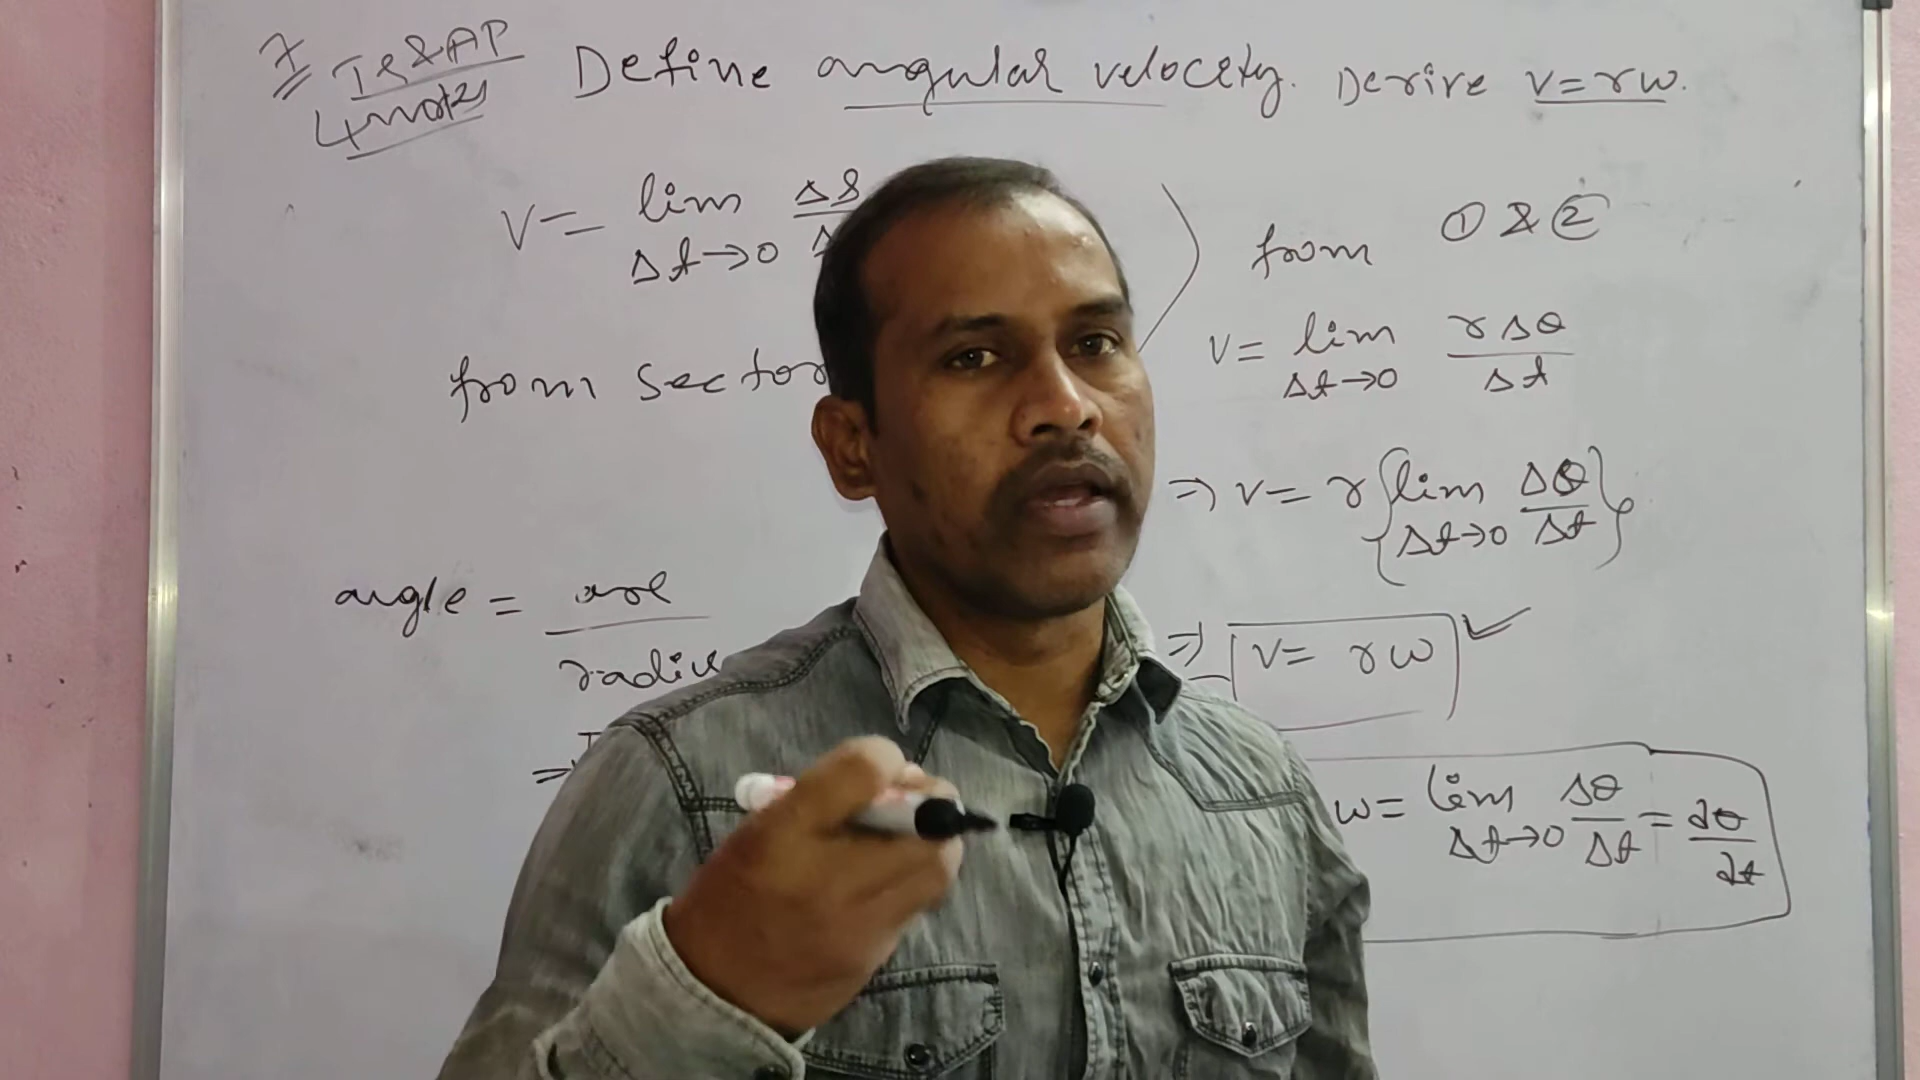 7 TS & AP
4 marks
Define angular velocity. Derive v = rω.
v = lim Δs
Δt→0
from sector
angle = arc
radius
⇒
from ① & ②
v = lim rΔθ
Δt→0 Δt
⇒ v = r { lim Δθ
Δt→0 Δt }
⇒ v = rω
ω = lim Δθ = dθ
Δt→0 Δt dt